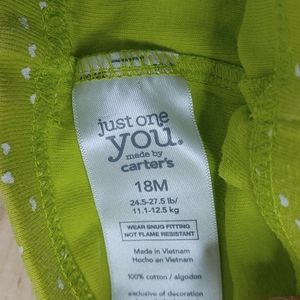 just one
you.
made by
carter's
18M
24.5-27.5 lb/
11.1-12.5 kg
WEAR SNUG FITTING
NOT FLAME RESISTANT
Made in Vietnam
Hecho en Vietnam
100% cotton / algodon
exclusive of decoration